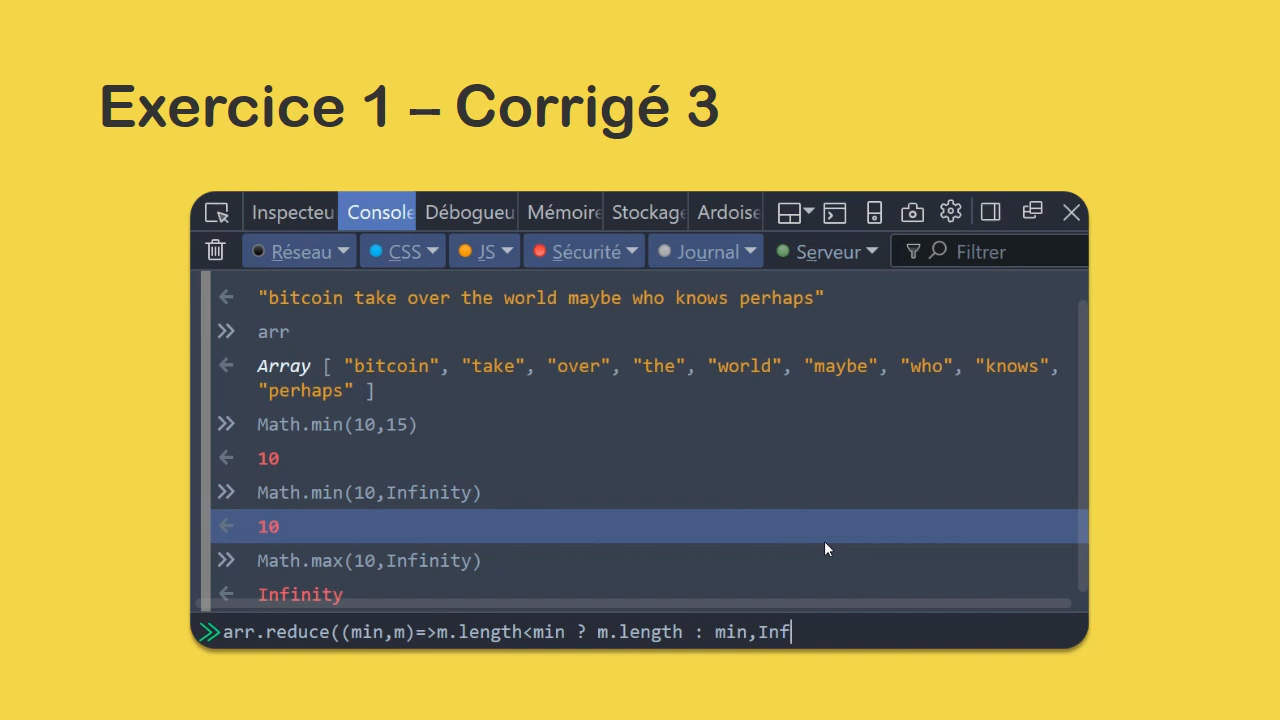 Exercice 1 – Corrigé 3
Inspecteu Console Débogueu Mémoire Stockage Ardoise
Réseau CSS JS Sécurité Journal Serveur Filtrer
"bitcoin take over the world maybe who knows perhaps"
arr
Array [ "bitcoin", "take", "over", "the", "world", "maybe", "who", "knows",
"perhaps" ]
Math.min(10,15)
10
Math.min(10,Infinity)
10
Math.max(10,Infinity)
Infinity
arr.reduce((min,m)=>m.length<min ? m.length : min,Inf